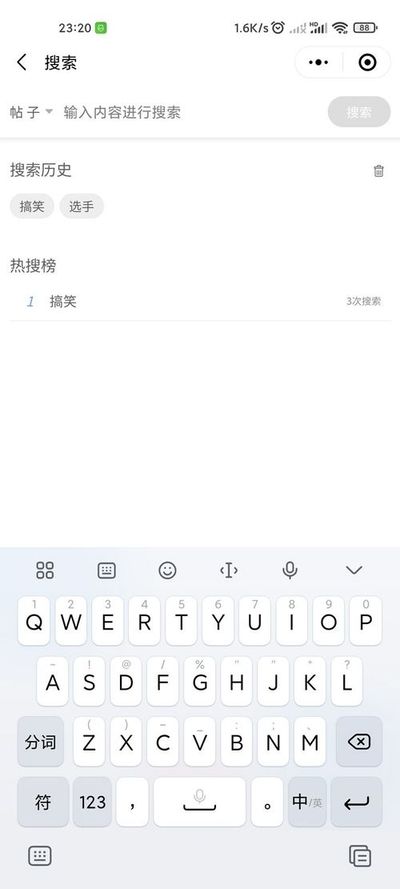 23:20 1.6K/s HD 88
搜索
帖子 输入内容进行搜索 搜索
搜索历史
搞笑 选手
热搜榜
1 搞笑 3次搜索
1 2 3 4 5 6 7 8 9 0
Q W E R T Y U I O P
~ ! @ / % " " * ?
A S D F G H J K L
( ) - _ : ; 、
分词 Z X C V B N M
符 123 ， 。 中/英